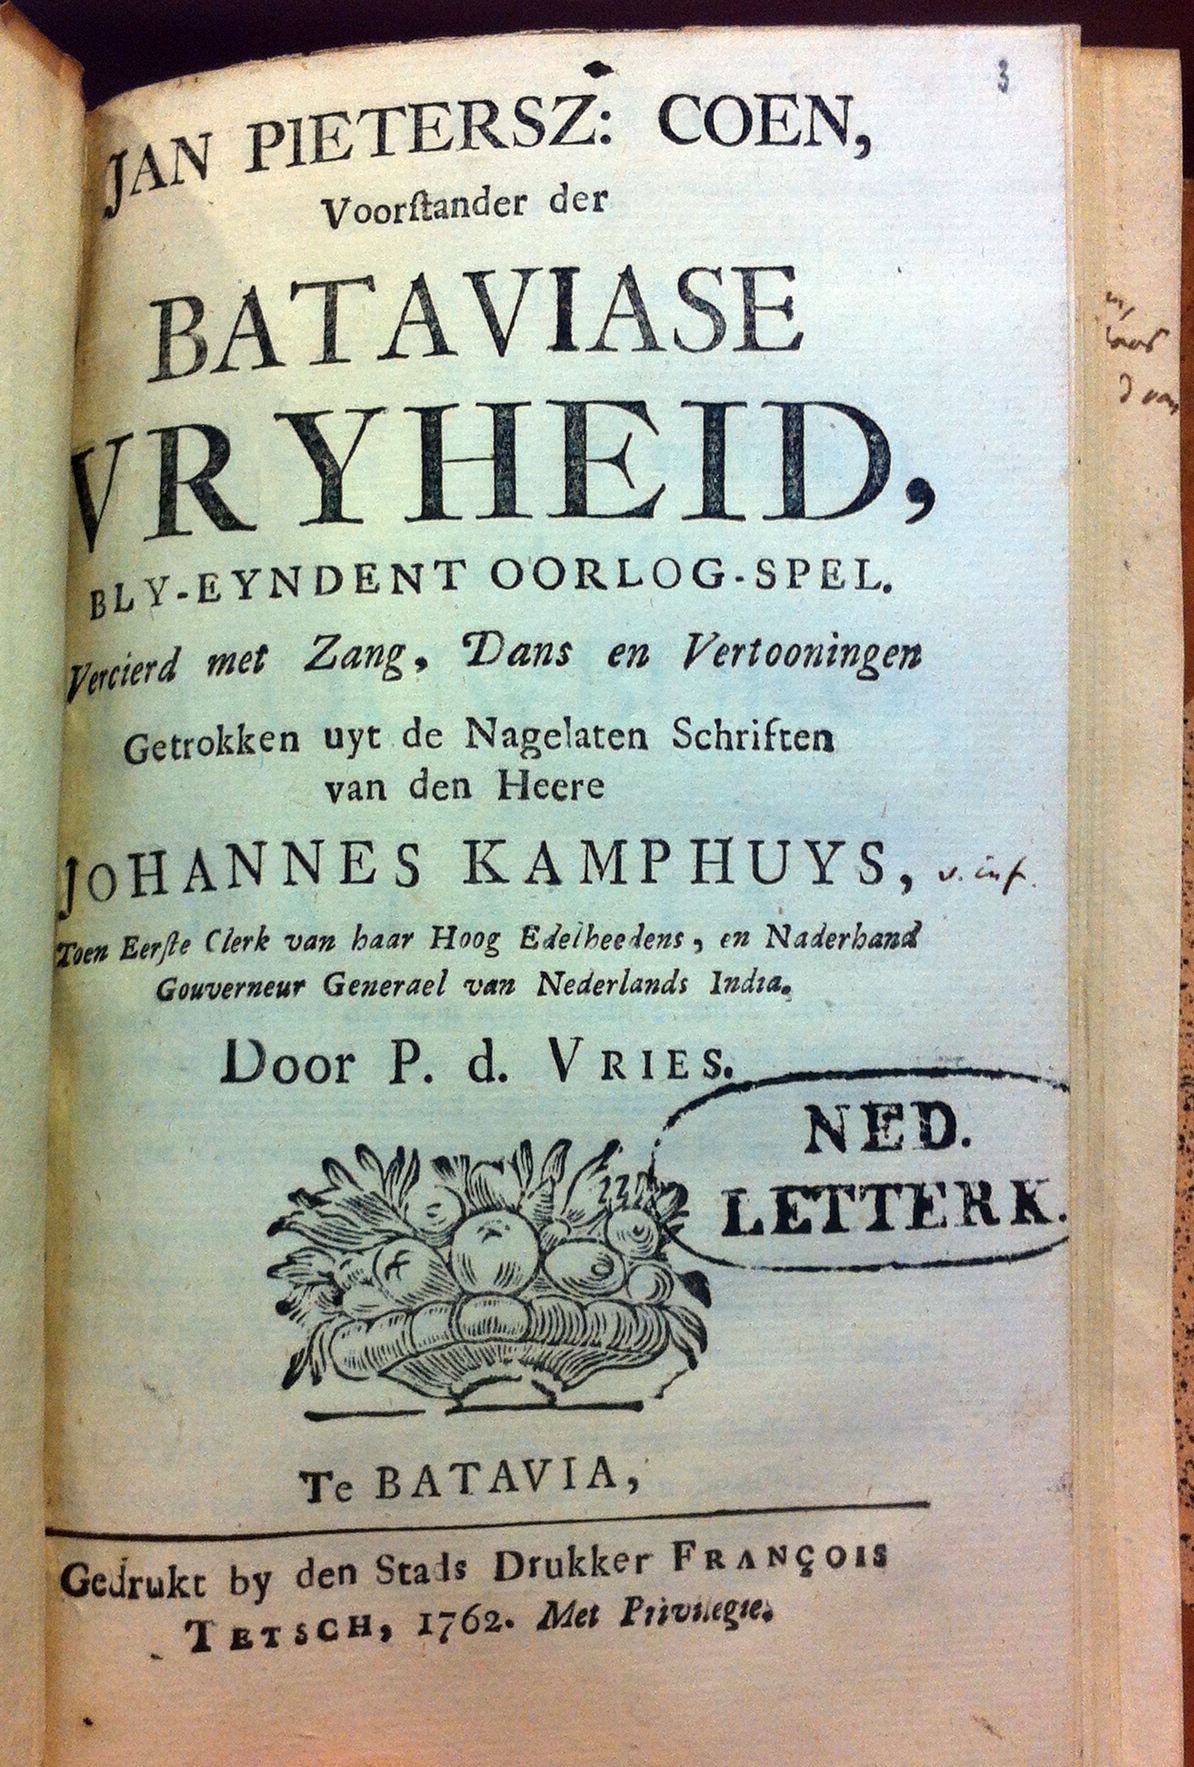 3
JAN PIETERSZ: COEN,
Voorſtander der
BATAVIASE
VRYHEID,
BLY-EYNDENT OORLOG-SPEL.
Vercierd met Zang, Dans en Vertooningen
Getrokken uyt de Nagelaten Schriften
van den Heere
JOHANNES KAMPHUYS, v. inf.
Toen Eerſte Clerk van haar Hoog Edelheedens, en Naderhand
Gouverneur Generael van Nederlands India.
Door P. d. VRIES.
NED.
LETTERK.
Te BATAVIA,
Gedrukt by den Stads Drukker FRANÇOIS
TETSCH, 1762. Met Privilegie.